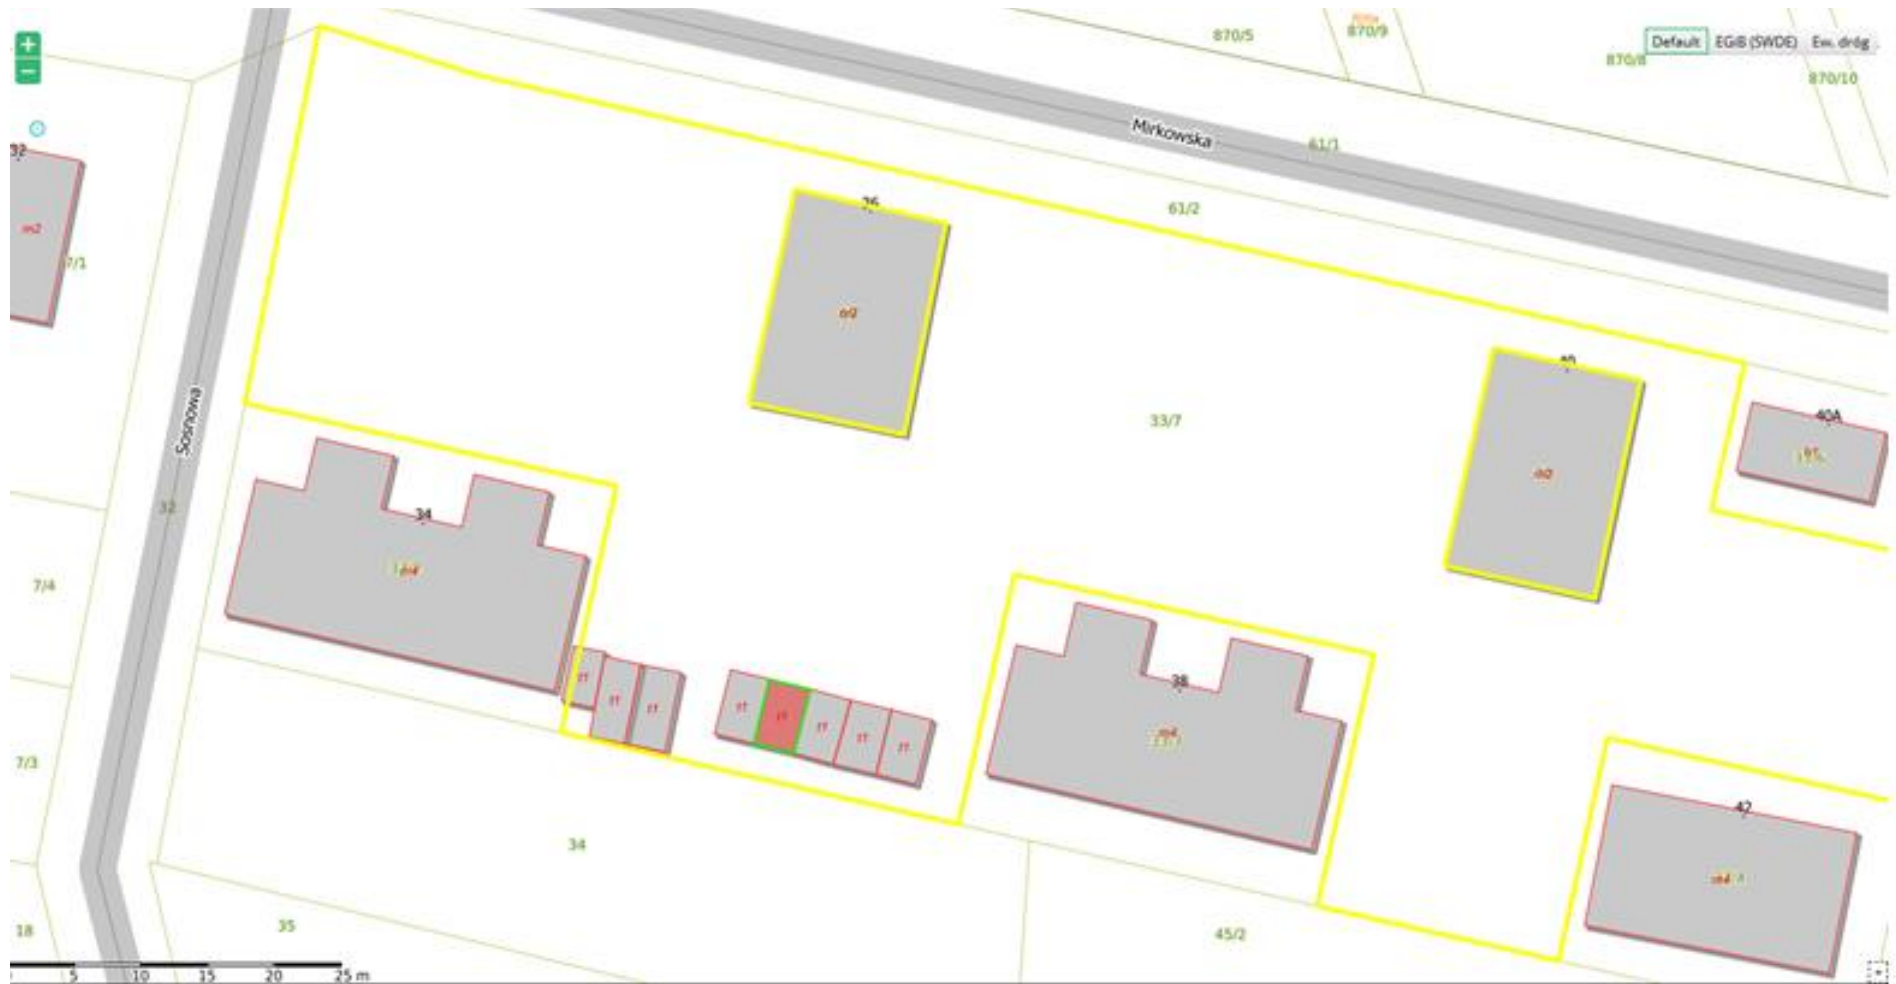 +
−
870/5
870/9
870/8
870/10
Default
EGiB (SWDE)
Ew. dróg
Mirkowska
61/1
61/2
32
m2
7/1
33/7
40A
Sosnowa
32
34
7/4
38
7/3
42
m4
34
35
45/2
18
5
10
15
20
25 m